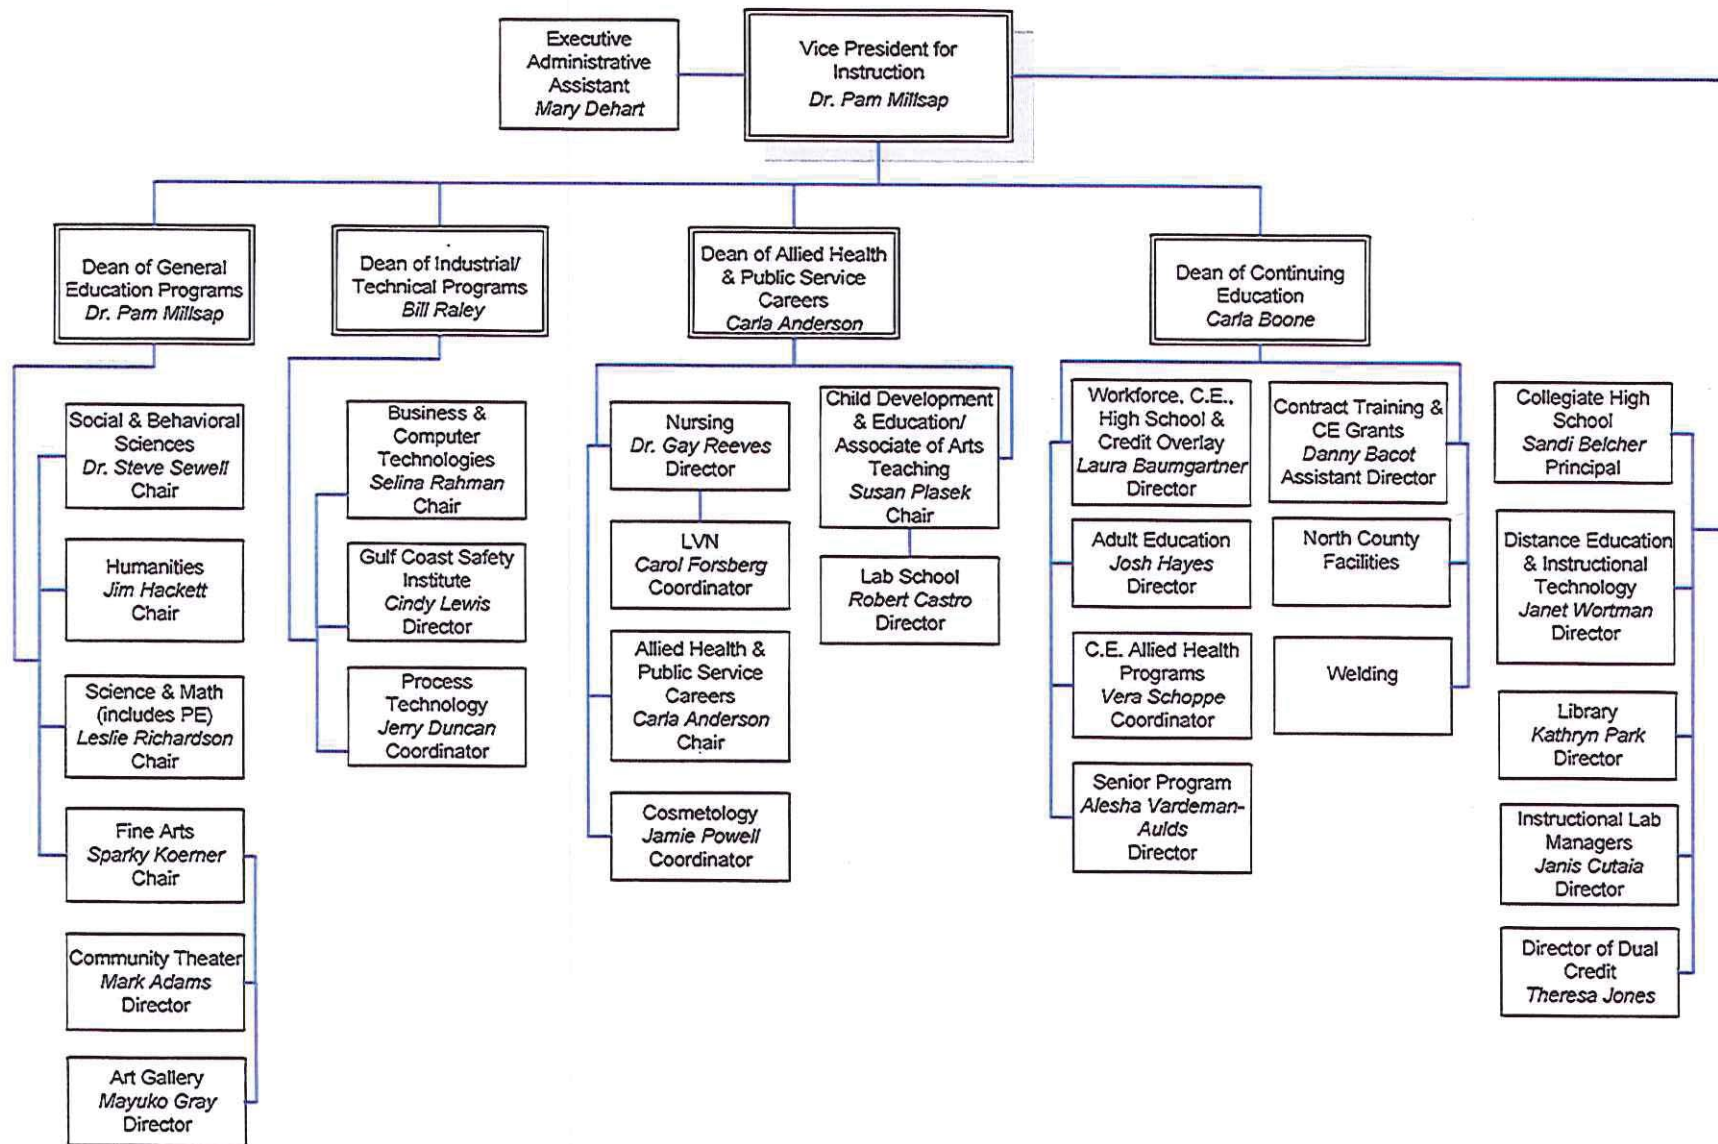 Executive
Administrative
Assistant
Mary Dehart
Vice President for
Instruction
Dr. Pam Millsap
Dean of General
Education Programs
Dr. Pam Millsap
Dean of Industrial/
Technical Programs
Bill Raley
Dean of Allied Health
& Public Service
Careers
Carla Anderson
Dean of Continuing
Education
Carla Boone
Social & Behavioral
Sciences
Dr. Steve Sewell
Chair
Humanities
Jim Hackett
Chair
Science & Math
(includes PE)
Leslie Richardson
Chair
Fine Arts
Sparky Koerner
Chair
Community Theater
Mark Adams
Director
Art Gallery
Mayuko Gray
Director
Business &
Computer
Technologies
Selina Rahman
Chair
Gulf Coast Safety
Institute
Cindy Lewis
Director
Process
Technology
Jerry Duncan
Coordinator
Nursing
Dr. Gay Reeves
Director
LVN
Carol Forsberg
Coordinator
Allied Health &
Public Service
Careers
Carla Anderson
Chair
Cosmetology
Jamie Powell
Coordinator
Child Development
& Education/
Associate of Arts
Teaching
Susan Plasek
Chair
Lab School
Robert Castro
Director
Workforce, C.E.,
High School &
Credit Overlay
Laura Baumgartner
Director
Adult Education
Josh Hayes
Director
C.E. Allied Health
Programs
Vera Schoppe
Coordinator
Senior Program
Alesha Vardeman-
Aulds
Director
Contract Training &
CE Grants
Danny Bacot
Assistant Director
North County
Facilities
Welding
Collegiate High
School
Sandi Belcher
Principal
Distance Education
& Instructional
Technology
Janet Wortman
Director
Library
Kathryn Park
Director
Instructional Lab
Managers
Janis Cutaia
Director
Director of Dual
Credit
Theresa Jones